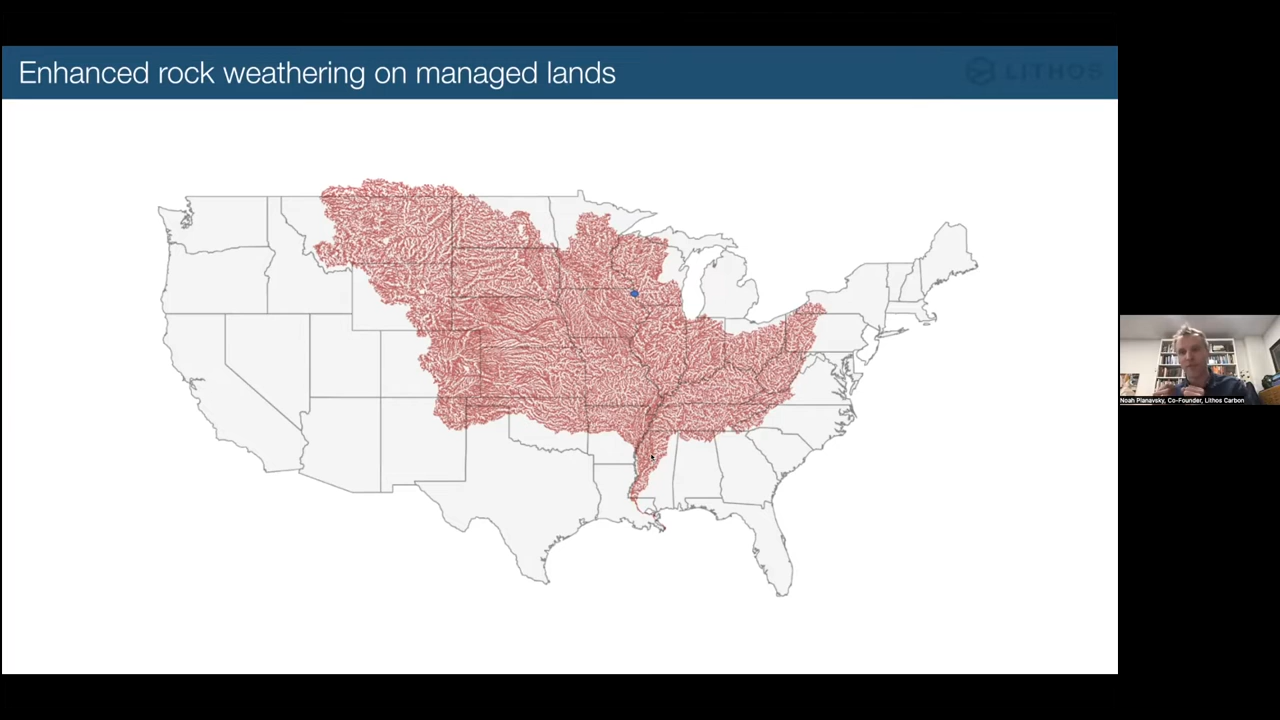 Enhanced rock weathering on managed lands
LITHOS
Noah Planavsky, Co-Founder, Lithos Carbon